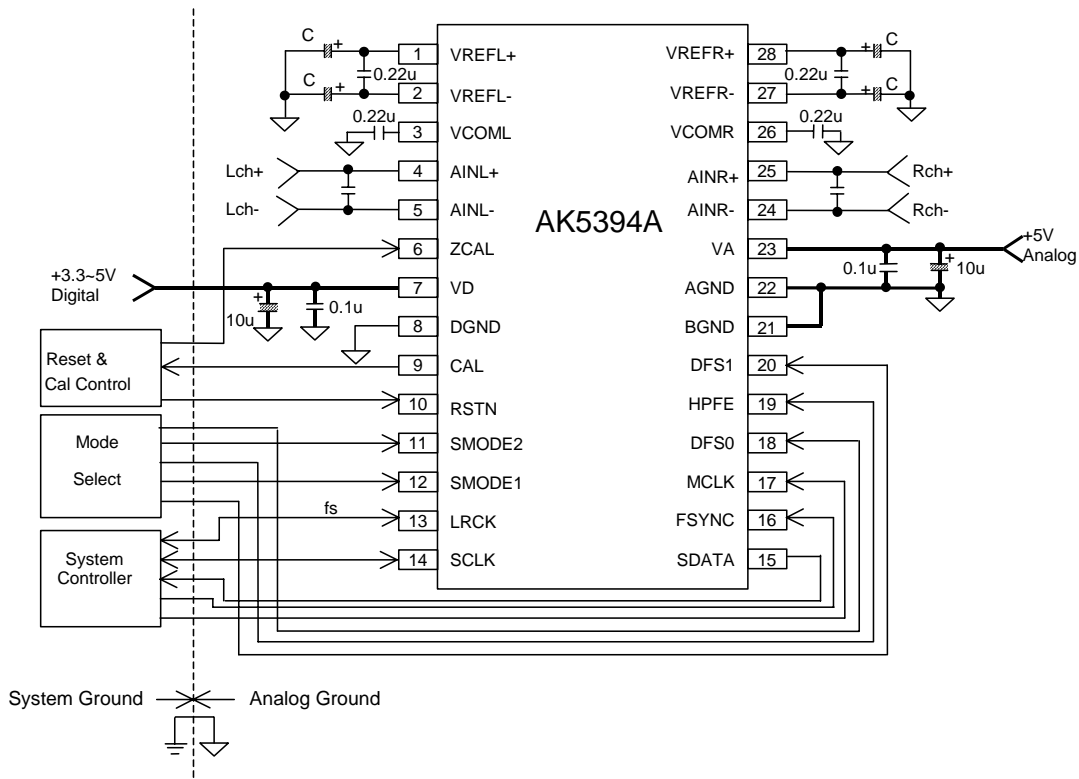 C
+
1
VREFL+
VREFR+
28
+
C
0.22u
0.22u
C
+
2
VREFL-
VREFR-
27
+
C
0.22u
3
VCOML
VCOMR
26
0.22u
Lch+
4
AINL+
AINR+
25
Rch+
Lch-
5
AINL-
AINR-
24
Rch-
AK5394A
6
ZCAL
VA
23
+5V
Analog
+3.3~5V
Digital
7
VD
AGND
22
0.1u
+
10u
+
10u
0.1u
8
DGND
BGND
21
Reset &
Cal Control
9
CAL
DFS1
20
10
RSTN
HPFE
19
Mode
Select
11
SMODE2
DFS0
18
12
SMODE1
MCLK
17
fs
13
LRCK
FSYNC
16
System
Controller
14
SCLK
SDATA
15
System Ground
Analog Ground